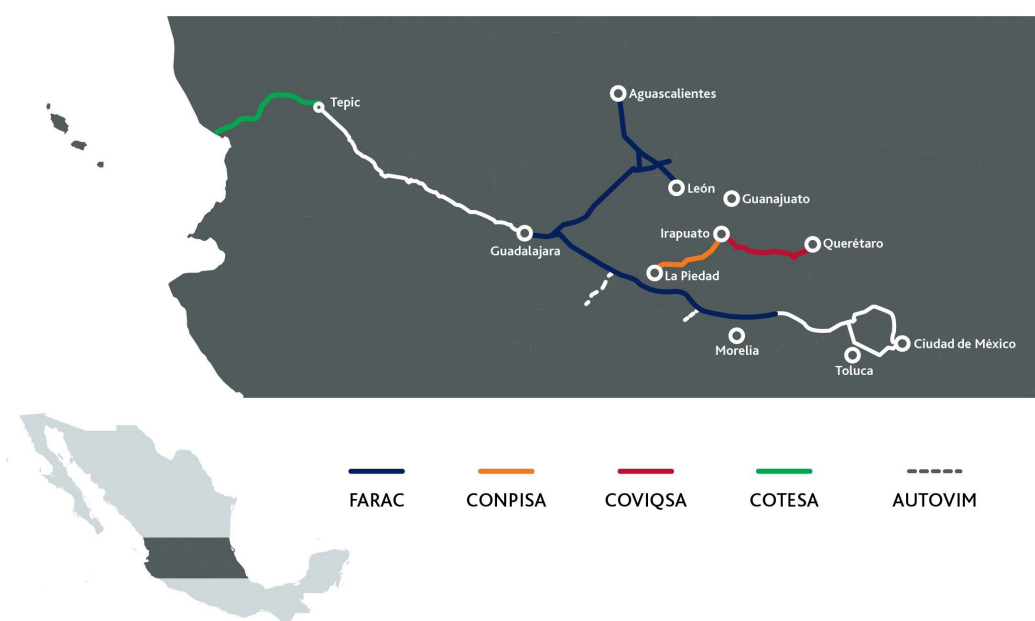 Tepic
Aguascalientes
León
Guanajuato
Irapuato
Querétaro
Guadalajara
La Piedad
Morelia
Ciudad de México
Toluca
FARAC
CONPISA
COVIQSA
COTESA
AUTOVIM